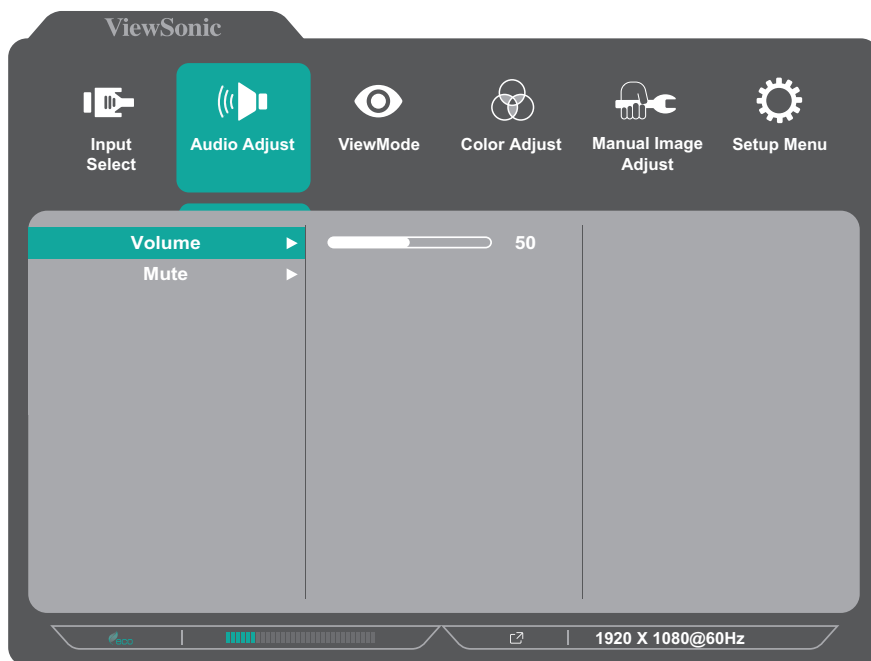 ViewSonic
Input
Select
Audio Adjust
ViewMode
Color Adjust
Manual Image
Adjust
Setup Menu
Volume
50
Mute
eco
1920 X 1080@60Hz